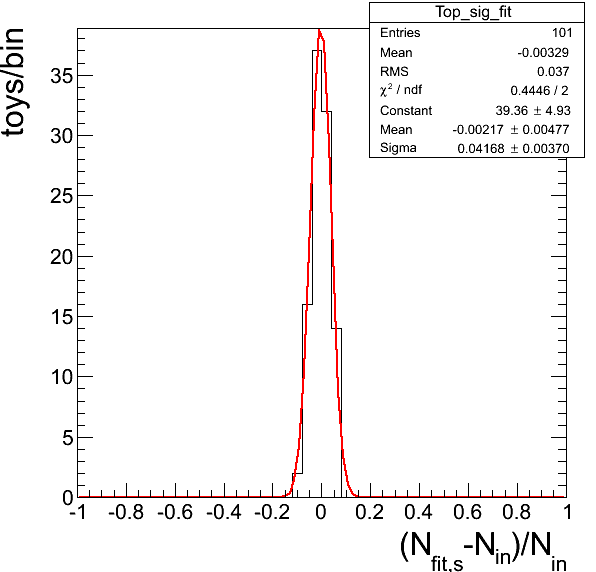 Top_sig_fit
Entries 101
Mean -0.00329
RMS 0.037
χ² / ndf 0.4446 / 2
Constant 39.36 ± 4.93
Mean -0.00217 ± 0.00477
Sigma 0.04168 ± 0.00370
toys/bin
35
30
25
20
15
10
5
0
-1 -0.8 -0.6 -0.4 -0.2 0 0.2 0.4 0.6 0.8 1
(N_fit,s-N_in)/N_in